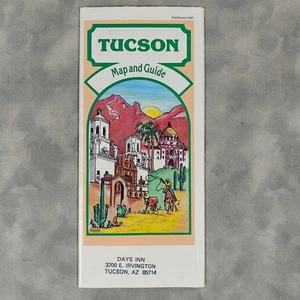 TUCSON
Map and Guide
DAYS INN
3700 E. IRVINGTON
TUCSON, AZ 85714